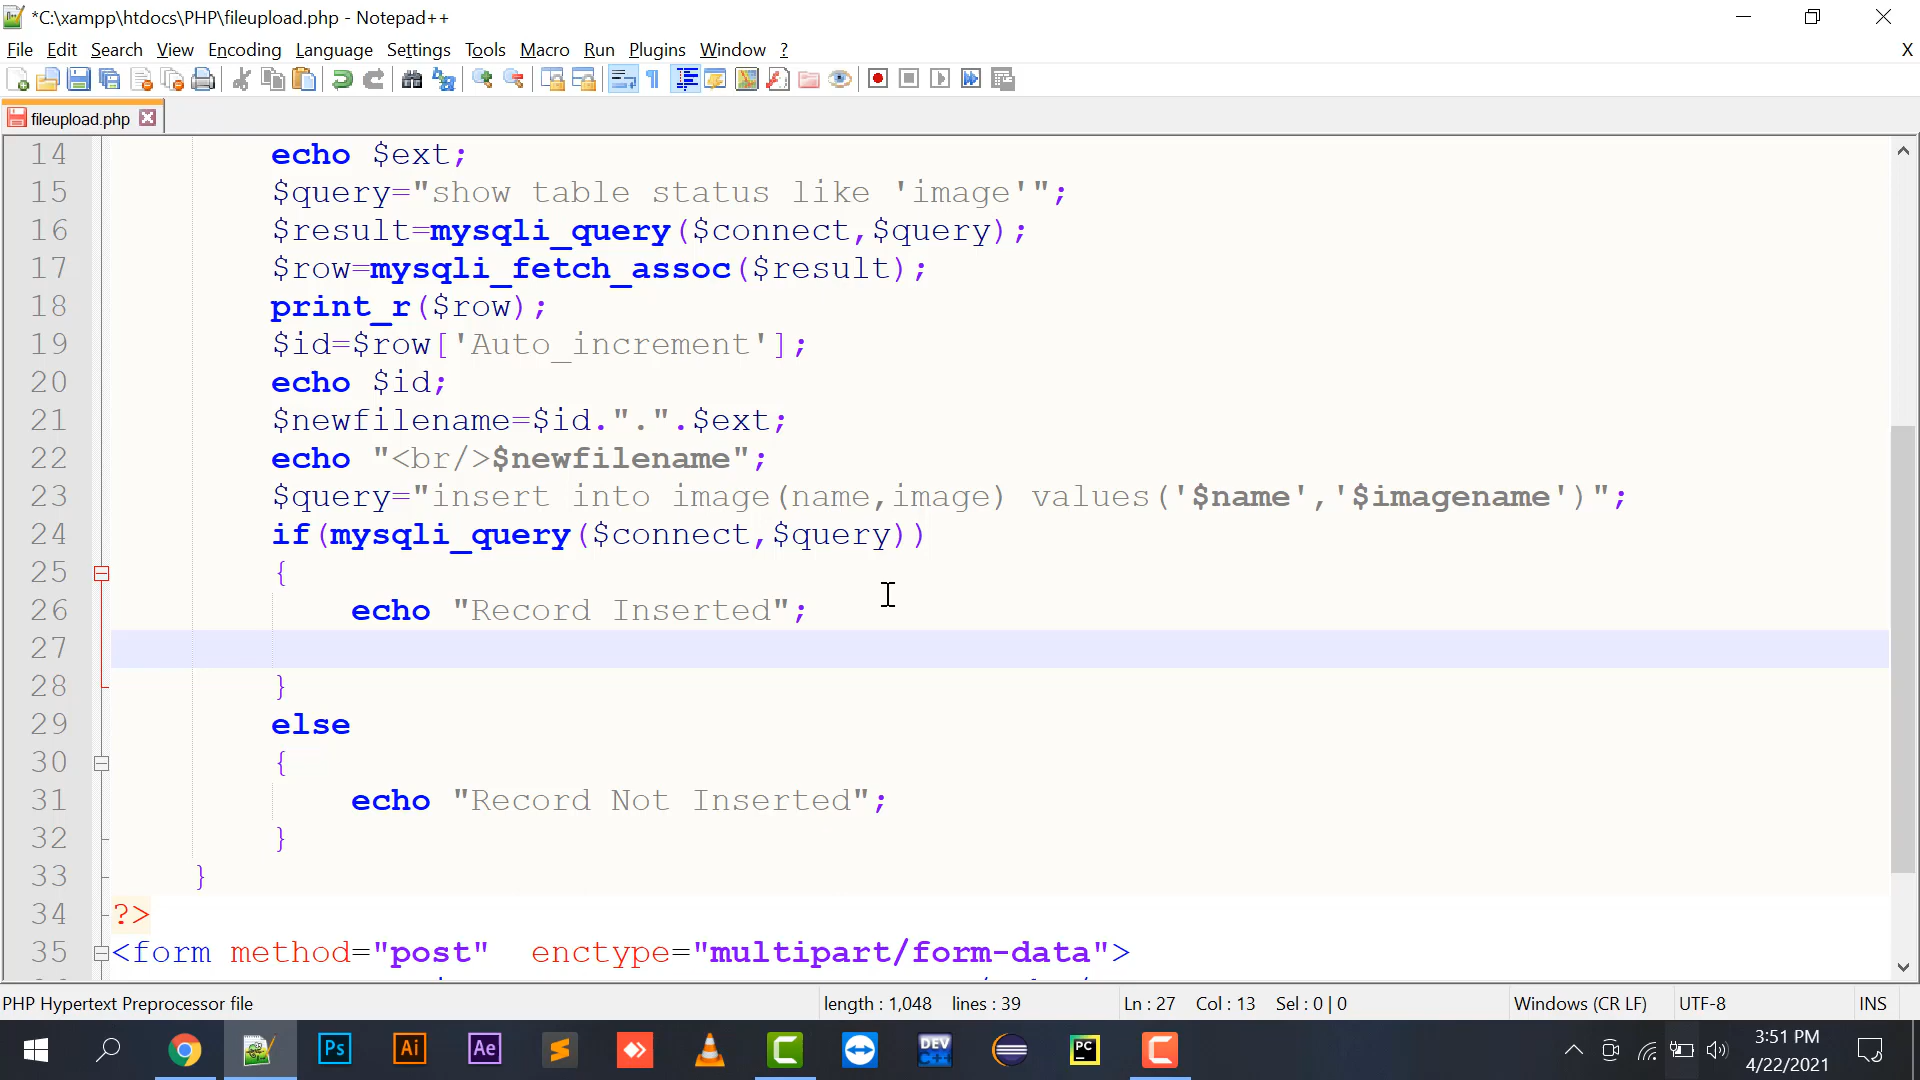 *C:\xampp\htdocs\PHP\fileupload.php - Notepad++
File Edit Search View Encoding Language Settings Tools Macro Run Plugins Window ? X
fileupload.php
14 echo $ext;
15 $query="show table status like 'image'";
16 $result=mysqli_query($connect,$query);
17 $row=mysqli_fetch_assoc($result);
18 print_r($row);
19 $id=$row['Auto_increment'];
20 echo $id;
21 $newfilename=$id.".".$ext;
22 echo "<br/>$newfilename";
23 $query="insert into image(name,image) values('$name','$imagename')";
24 if(mysqli_query($connect,$query))
25 {
26 echo "Record Inserted";
27
28 }
29 else
30 {
31 echo "Record Not Inserted";
32 }
33 }
34 ?>
35 <form method="post" enctype="multipart/form-data">
PHP Hypertext Preprocessor file length : 1,048 lines : 39 Ln : 27 Col : 13 Sel : 0 | 0 Windows (CR LF) UTF-8 INS
Ps Ai Ae DEV C++ PC
3:51 PM
4/22/2021